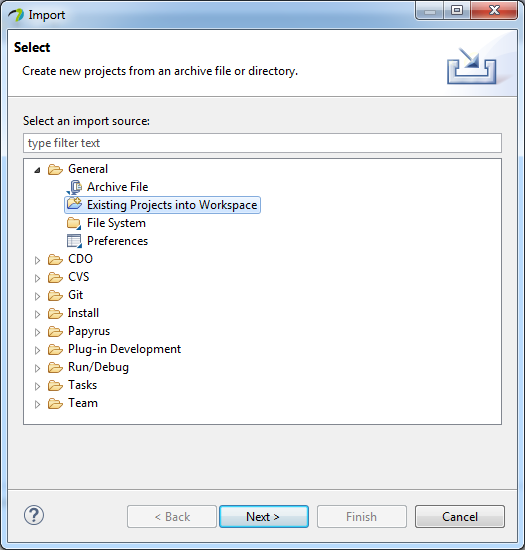 Import
Select
Create new projects from an archive file or directory.
Select an import source:
type filter text
General
Archive File
Existing Projects into Workspace
File System
Preferences
CDO
CVS
Git
Install
Papyrus
Plug-in Development
Run/Debug
Tasks
Team
? < Back Next > Finish Cancel